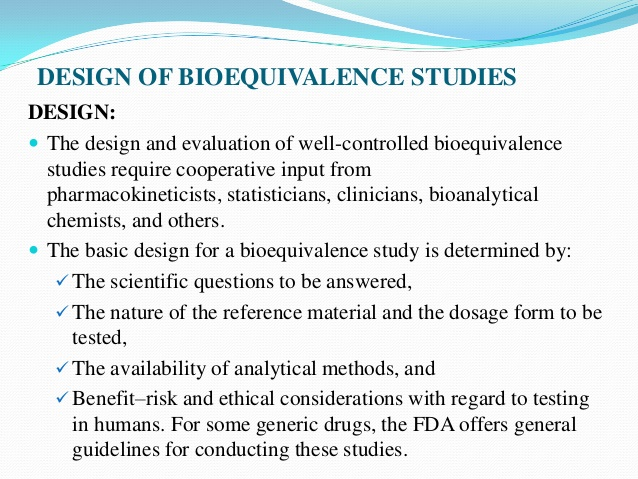 DESIGN OF BIOEQUIVALENCE STUDIES
DESIGN:
The design and evaluation of well-controlled bioequivalence
studies require cooperative input from
pharmacokineticists, statisticians, clinicians, bioanalytical
chemists, and others.
The basic design for a bioequivalence study is determined by:
The scientific questions to be answered,
The nature of the reference material and the dosage form to be
tested,
The availability of analytical methods, and
Benefit–risk and ethical considerations with regard to testing
in humans. For some generic drugs, the FDA offers general
guidelines for conducting these studies.